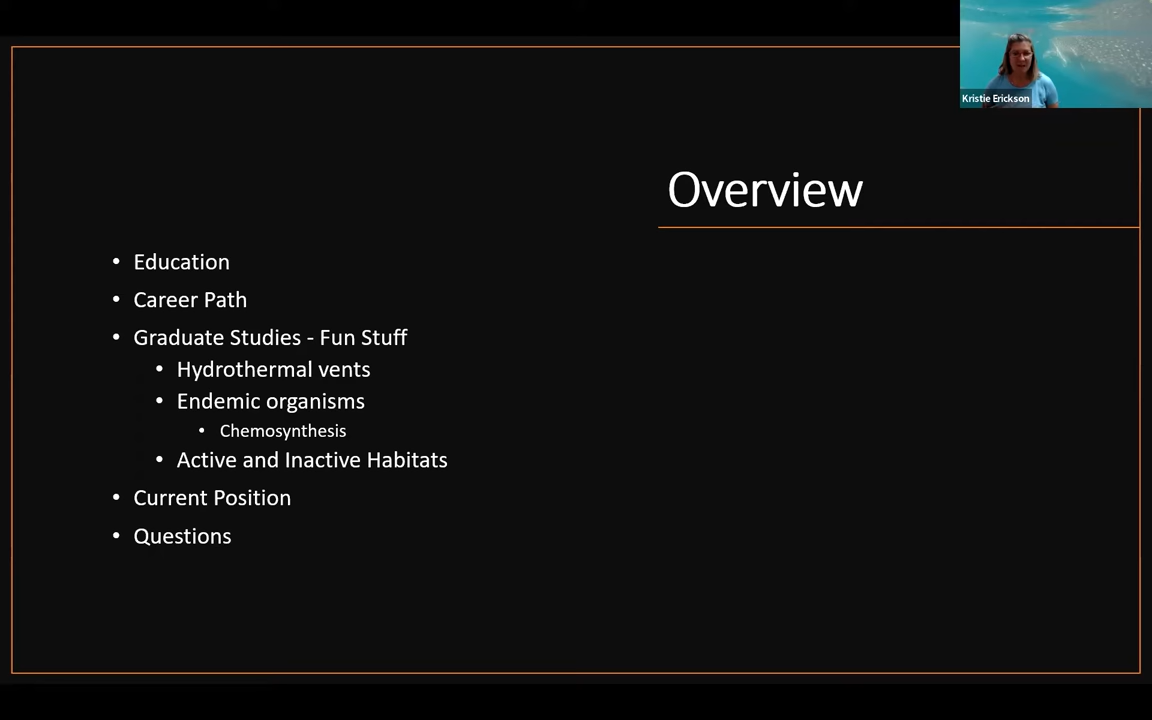 Kristie Erickson
Overview
• Education
• Career Path
• Graduate Studies - Fun Stuff
• Hydrothermal vents
• Endemic organisms
• Chemosynthesis
• Active and Inactive Habitats
• Current Position
• Questions